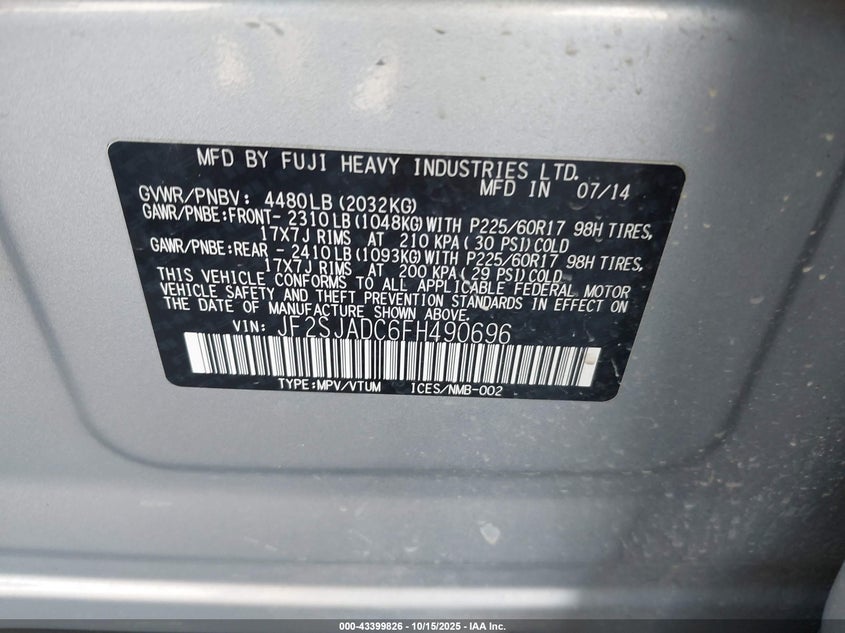 MFD BY FUJI HEAVY INDUSTRIES LTD.
MFD IN 07/14
GVWR/PNBV: 4480LB (2032KG)
GAWR/PNBE:FRONT- 2310LB (1048KG) WITH P225/60R17 98H TIRES,
17X7J RIMS AT 210 KPA ( 30 PSI) COLD
GAWR/PNBE:REAR - 2410LB (1093KG) WITH P225/60R17 98H TIRES,
17X7J RIMS AT 200 KPA ( 29 PSI) COLD.
THIS VEHICLE CONFORMS TO ALL APPLICABLE FEDERAL MOTOR
VEHICLE SAFETY AND THEFT PREVENTION STANDARDS IN EFFECT ON
THE DATE OF MANUFACTURE SHOWN ABOVE.
VIN: JF2SJADC6FH490696
TYPE:MPV/VTUM ICES/NMB-002
000-43399826 - 10/15/2025 - IAA Inc.